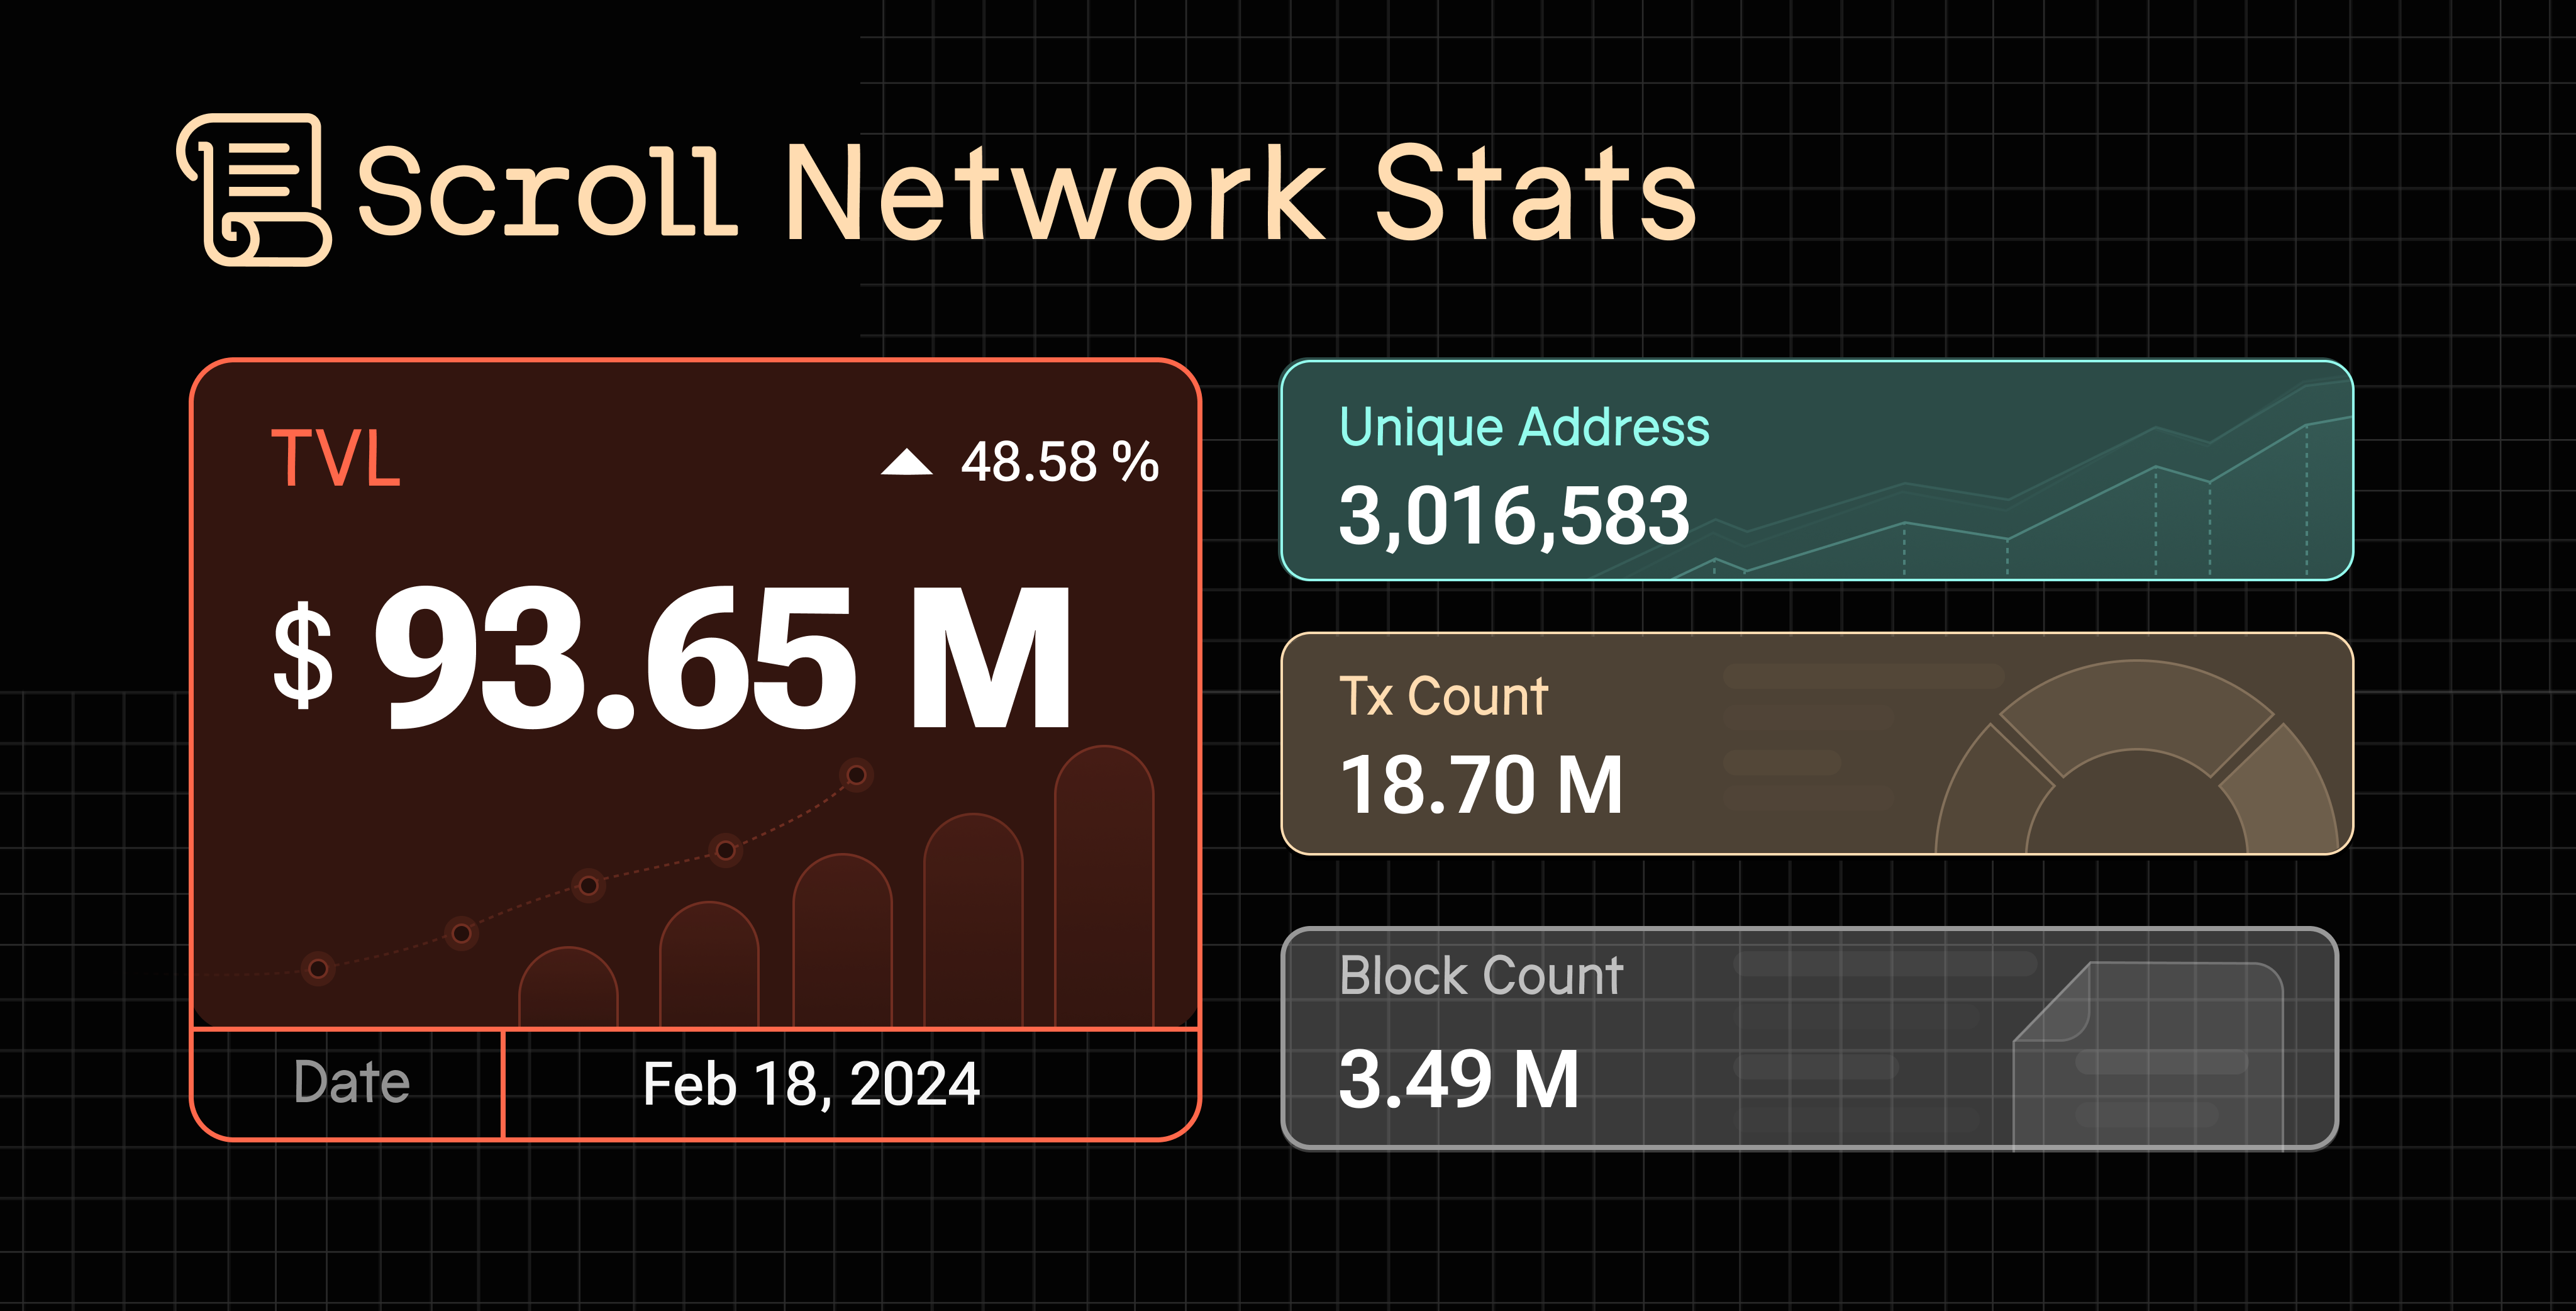 Scroll Network Stats
TVL
48.58 %
$ 93.65 M
Date
Feb 18, 2024
Unique Address
3,016,583
Tx Count
18.70 M
Block Count
3.49 M